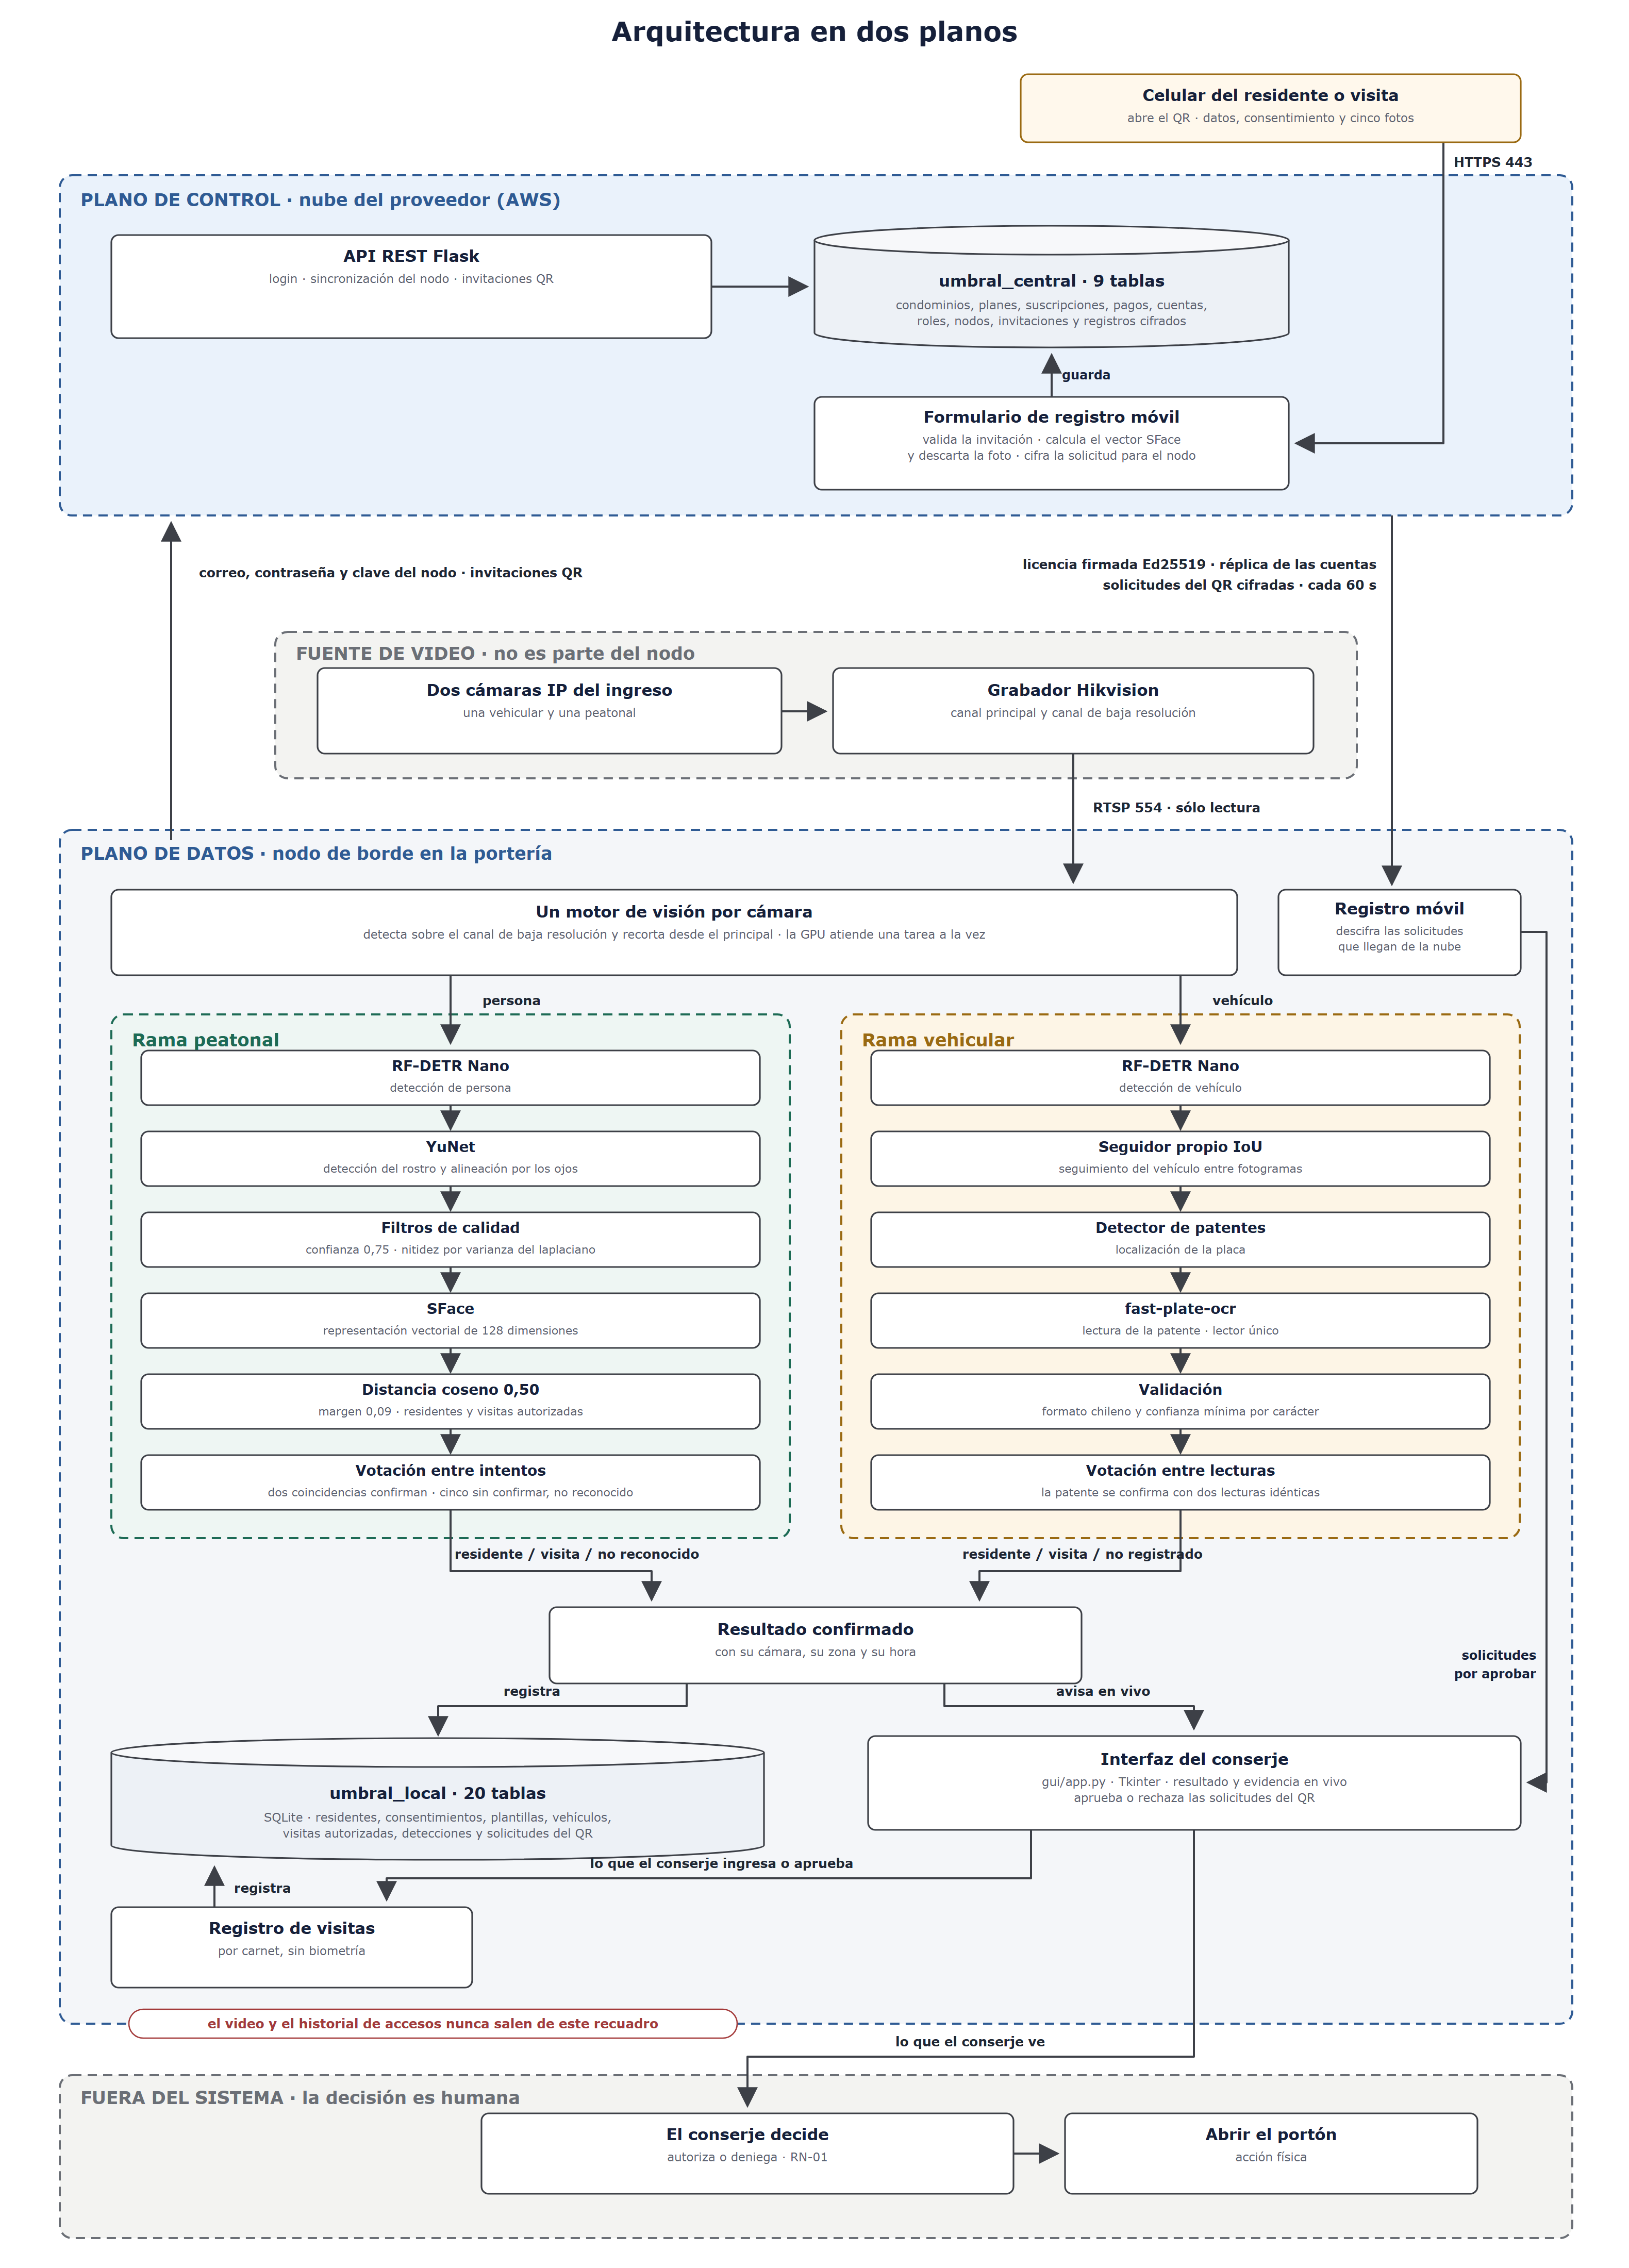 Arquitectura en dos planos
Celular del residente o visita
abre el QR · datos, consentimiento y cinco fotos
HTTPS 443
PLANO DE CONTROL · nube del proveedor (AWS)
API REST Flask
login · sincronización del nodo · invitaciones QR
umbral_central · 9 tablas
condominios, planes, suscripciones, pagos, cuentas,
roles, nodos, invitaciones y registros cifrados
guarda
Formulario de registro móvil
valida la invitación · calcula el vector SFace
y descarta la foto · cifra la solicitud para el nodo
correo, contraseña y clave del nodo · invitaciones QR
licencia firmada Ed25519 · réplica de las cuentas
solicitudes del QR cifradas · cada 60 s
FUENTE DE VIDEO · no es parte del nodo
Dos cámaras IP del ingreso
una vehicular y una peatonal
Grabador Hikvision
canal principal y canal de baja resolución
RTSP 554 · sólo lectura
PLANO DE DATOS · nodo de borde en la portería
Un motor de visión por cámara
detecta sobre el canal de baja resolución y recorta desde el principal · la GPU atiende una tarea a la vez
Registro móvil
descifra las solicitudes
que llegan de la nube
persona
vehículo
Rama peatonal
RF-DETR Nano
detección de persona
YuNet
detección del rostro y alineación por los ojos
Filtros de calidad
confianza 0,75 · nitidez por varianza del laplaciano
SFace
representación vectorial de 128 dimensiones
Distancia coseno 0,50
margen 0,09 · residentes y visitas autorizadas
Votación entre intentos
dos coincidencias confirman · cinco sin confirmar, no reconocido
Rama vehicular
RF-DETR Nano
detección de vehículo
Seguidor propio IoU
seguimiento del vehículo entre fotogramas
Detector de patentes
localización de la placa
fast-plate-ocr
lectura de la patente · lector único
Validación
formato chileno y confianza mínima por carácter
Votación entre lecturas
la patente se confirma con dos lecturas idénticas
residente / visita / no reconocido
residente / visita / no registrado
Resultado confirmado
con su cámara, su zona y su hora
solicitudes
por aprobar
registra
avisa en vivo
umbral_local · 20 tablas
SQLite · residentes, consentimientos, plantillas, vehículos,
visitas autorizadas, detecciones y solicitudes del QR
Interfaz del conserje
gui/app.py · Tkinter · resultado y evidencia en vivo
aprueba o rechaza las solicitudes del QR
lo que el conserje ingresa o aprueba
registra
Registro de visitas
por carnet, sin biometría
el video y el historial de accesos nunca salen de este recuadro
lo que el conserje ve
FUERA DEL SISTEMA · la decisión es humana
El conserje decide
autoriza o deniega · RN-01
Abrir el portón
acción física